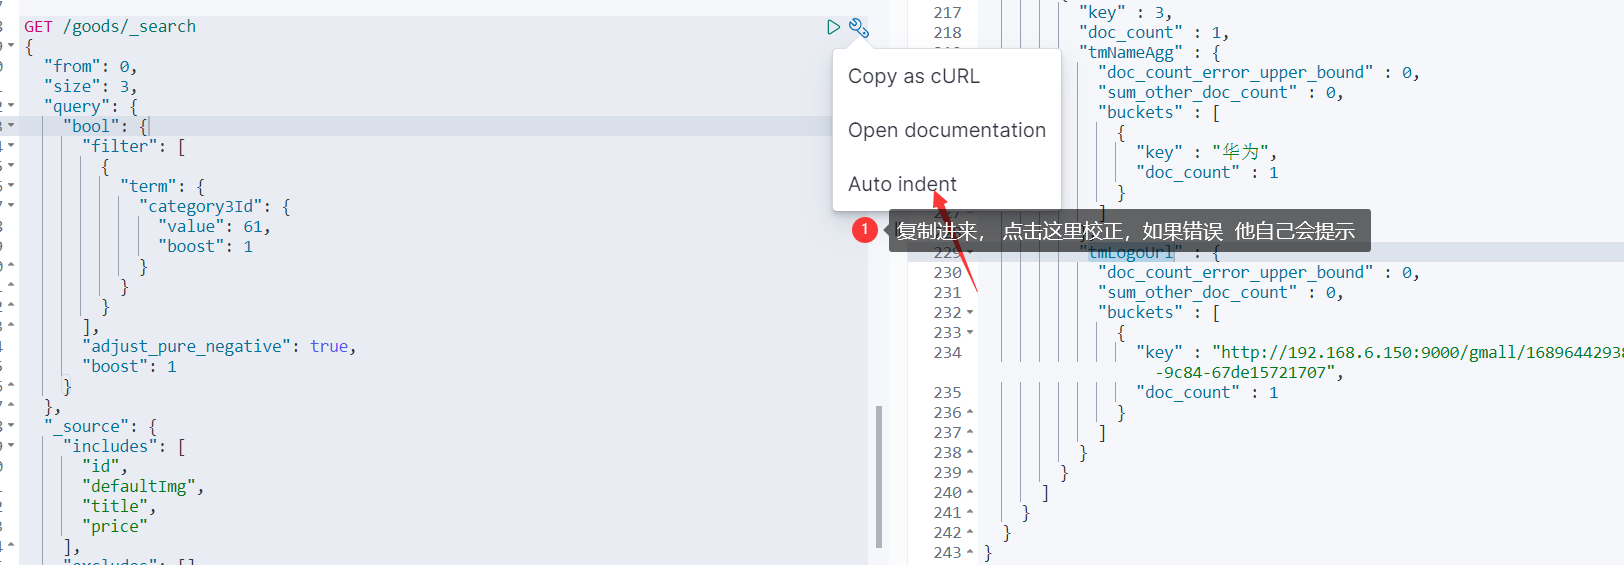 GET /goods/_search
{
"from": 0,
"size": 3,
"query": {
"bool": {
"filter": [
{
"term": {
"category3Id": {
"value": 61,
"boost": 1
}
}
}
],
"adjust_pure_negative": true,
"boost": 1
}
},
"_source": {
"includes": [
"id",
"defaultImg",
"title",
"price"
],
Copy as cURL
Open documentation
Auto indent
1 复制进来， 点击这里校正，如果错误 他自己会提示
217 "key" : 3,
218 "doc_count" : 1,
"tmNameAgg" : {
"doc_count_error_upper_bound" : 0,
"sum_other_doc_count" : 0,
"buckets" : [
{
"key" : "华为",
"doc_count" : 1
}
]
229 "tmLogoUrl" : {
230 "doc_count_error_upper_bound" : 0,
231 "sum_other_doc_count" : 0,
232 "buckets" : [
233 {
234 "key" : "http://192.168.6.150:9000/gmall/1689644293
-9c84-67de15721707",
235 "doc_count" : 1
236 }
237 ]
238 }
239 }
240 ]
241 }
242 }
243 }